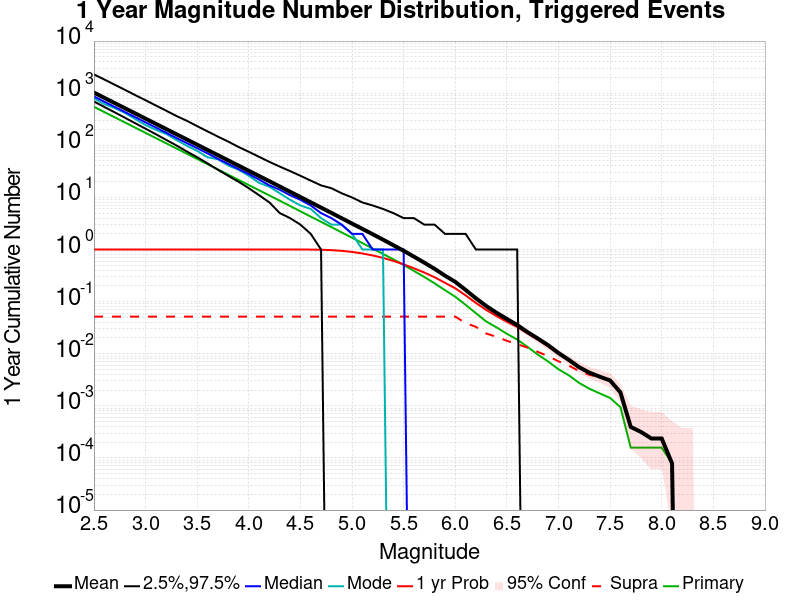 1 Year Magnitude Number Distribution, Triggered Events
1 Year Cumulative Number
10^4
10^3
10^2
10^1
10^0
10^-1
10^-2
10^-3
10^-4
10^-5
2.5 3.0 3.5 4.0 4.5 5.0 5.5 6.0 6.5 7.0 7.5 8.0 8.5 9.0
Magnitude
Mean 2.5%,97.5% Median Mode 1 yr Prob 95% Conf Supra Primary